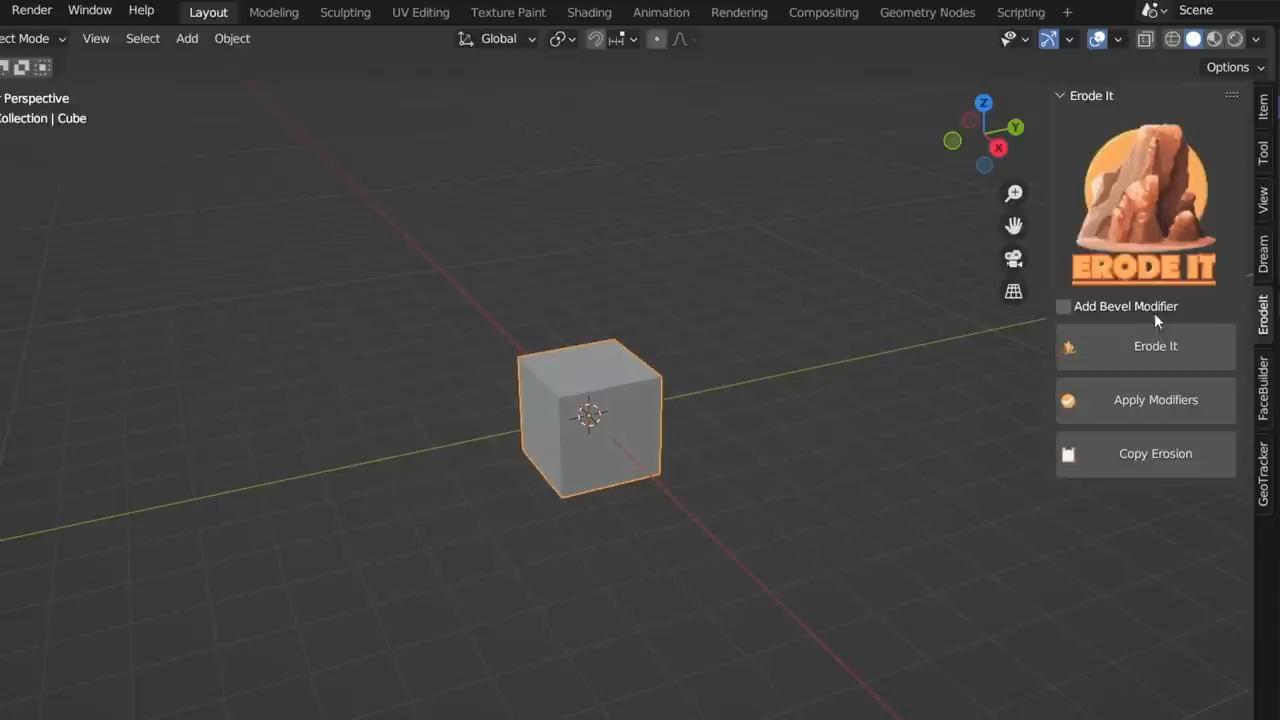 Render Window Help Layout Modeling Sculpting UV Editing Texture Paint Shading Animation Rendering Compositing Geometry Nodes Scripting + Scene
ect Mode View Select Add Object Global
Options
Perspective
Collection | Cube
Z
Y
X
Erode It
ERODE IT
Add Bevel Modifier
Erode It
Apply Modifiers
Copy Erosion
Item
Tool
View
Dream
ErodeIt
FaceBuilder
GeoTracker